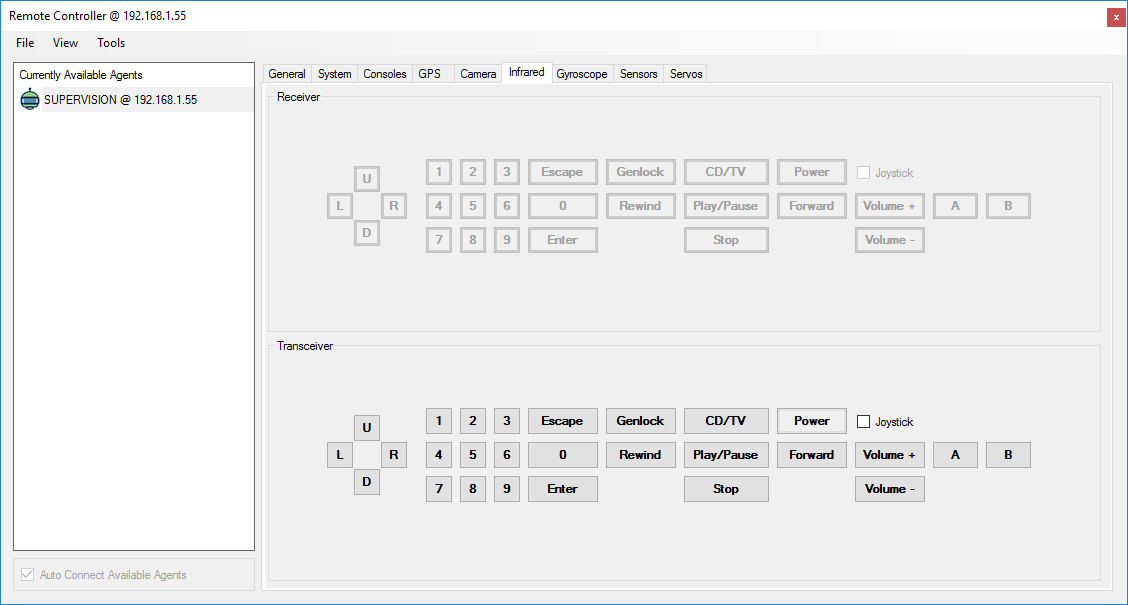 Remote Controller @ 192.168.1.55
x
File View Tools
Currently Available Agents
SUPERVISION @ 192.168.1.55
Auto Connect Available Agents
General System Consoles GPS Camera Infrared Gyroscope Sensors Servos
Receiver
U
L R
D
1 2 3 Escape Genlock CD/TV Power Joystick
4 5 6 0 Rewind Play/Pause Forward Volume + A B
7 8 9 Enter Stop Volume -
Transceiver
U
L R
D
1 2 3 Escape Genlock CD/TV Power Joystick
4 5 6 0 Rewind Play/Pause Forward Volume + A B
7 8 9 Enter Stop Volume -